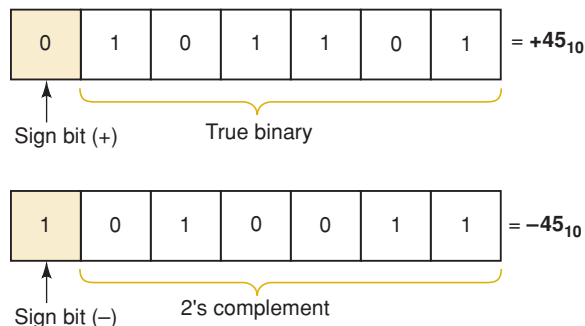 0 1 0 1 1 0 1 = +45₁₀
Sign bit (+) True binary
1 0 1 0 0 1 1 = –45₁₀
Sign bit (–) 2's complement